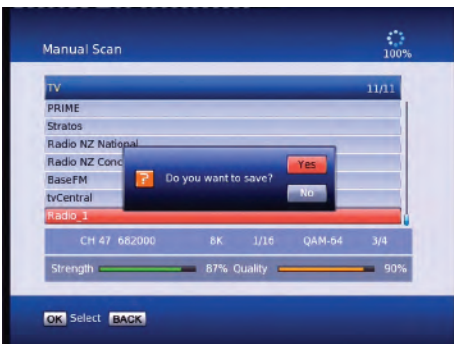 Manual Scan
100%
TV 11/11
PRIME
Stratos
Radio NZ National
Radio NZ Conc
BaseFM
tvCentral
Radio_1
? Do you want to save?
Yes
No
CH 47 682000 8K 1/16 QAM-64 3/4
Strength 87% Quality 90%
OK Select BACK